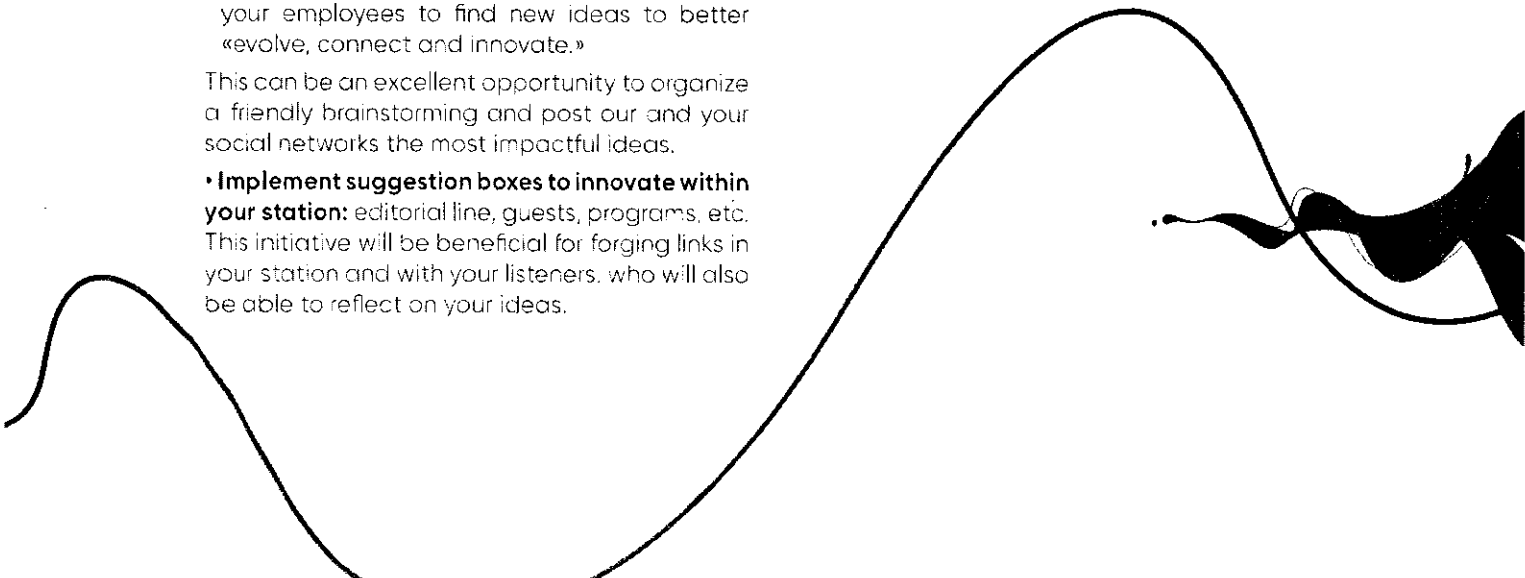 your employees to find new ideas to better
«evolve, connect and innovate.»
This can be an excellent opportunity to organize
a friendly brainstorming and post our and your
social networks the most impactful ideas.
• Implement suggestion boxes to innovate within
your station: editorial line, guests, programs, etc.
This initiative will be beneficial for forging links in
your station and with your listeners, who will also
be able to reflect on your ideas.